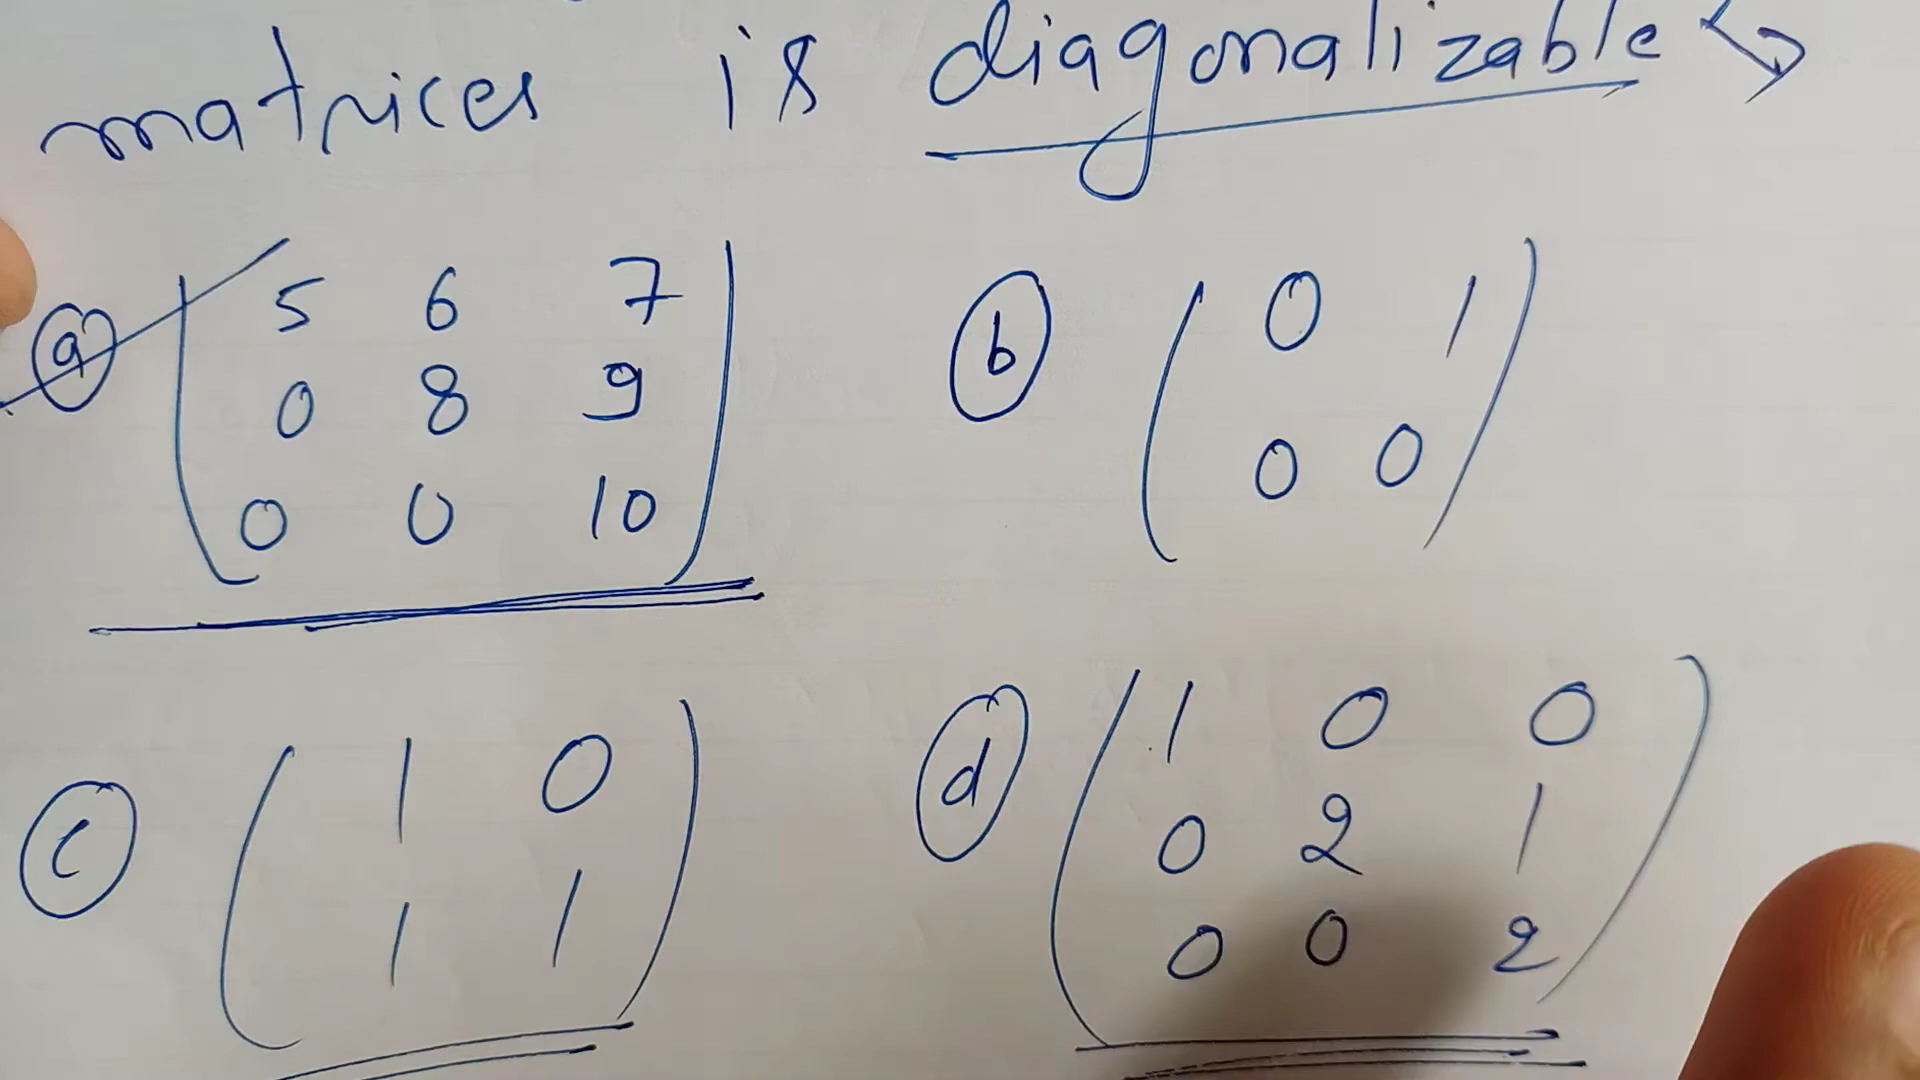 matrices is diagonalizable
(a) 5 6 7
0 8 9
0 0 10
(b) 0 1
0 0
(c) 1 0
1 1
(d) 1 0 0
0 2 1
0 0 2